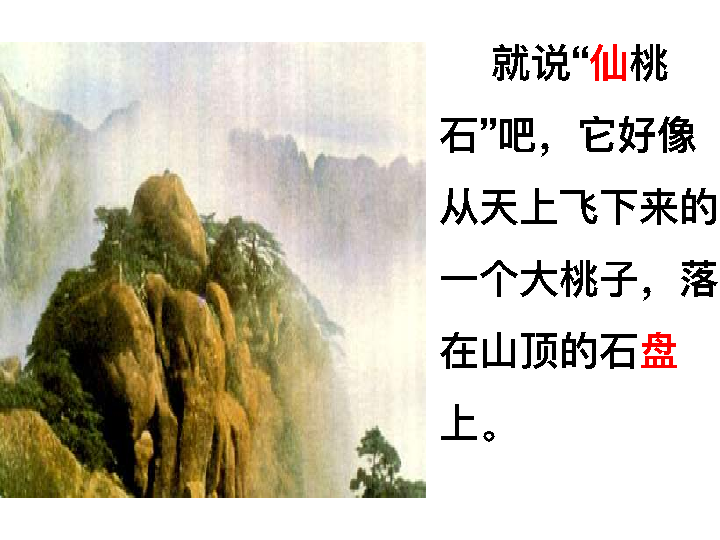 就说“仙桃
石”吧，它好像
从天上飞下来的
一个大桃子，落
在山顶的石盘
上。